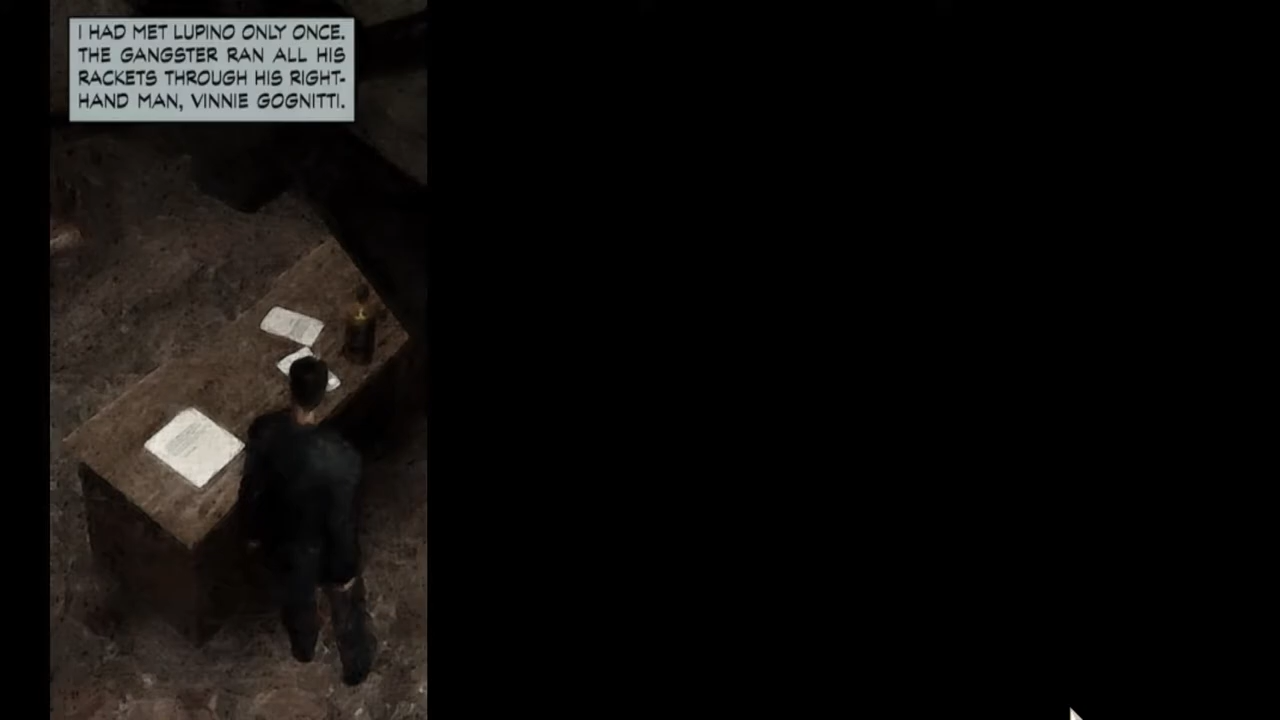 I HAD MET LUPINO ONLY ONCE.
THE GANGSTER RAN ALL HIS
RACKETS THROUGH HIS RIGHT-
HAND MAN, VINNIE GOGNITTI.